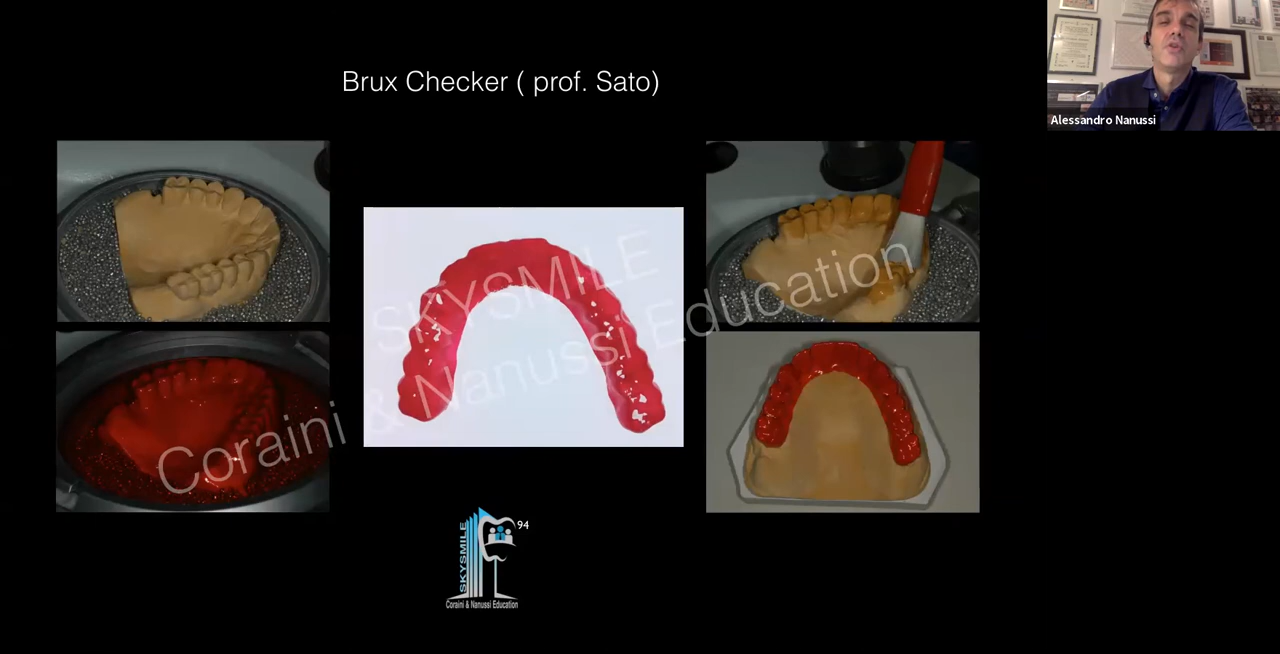 Brux Checker ( prof. Sato)
Alessandro Nanussi
SKYSMILE
Coraini & Nanussi Education
94
SKYSMILE
Coraini & Nanussi Education